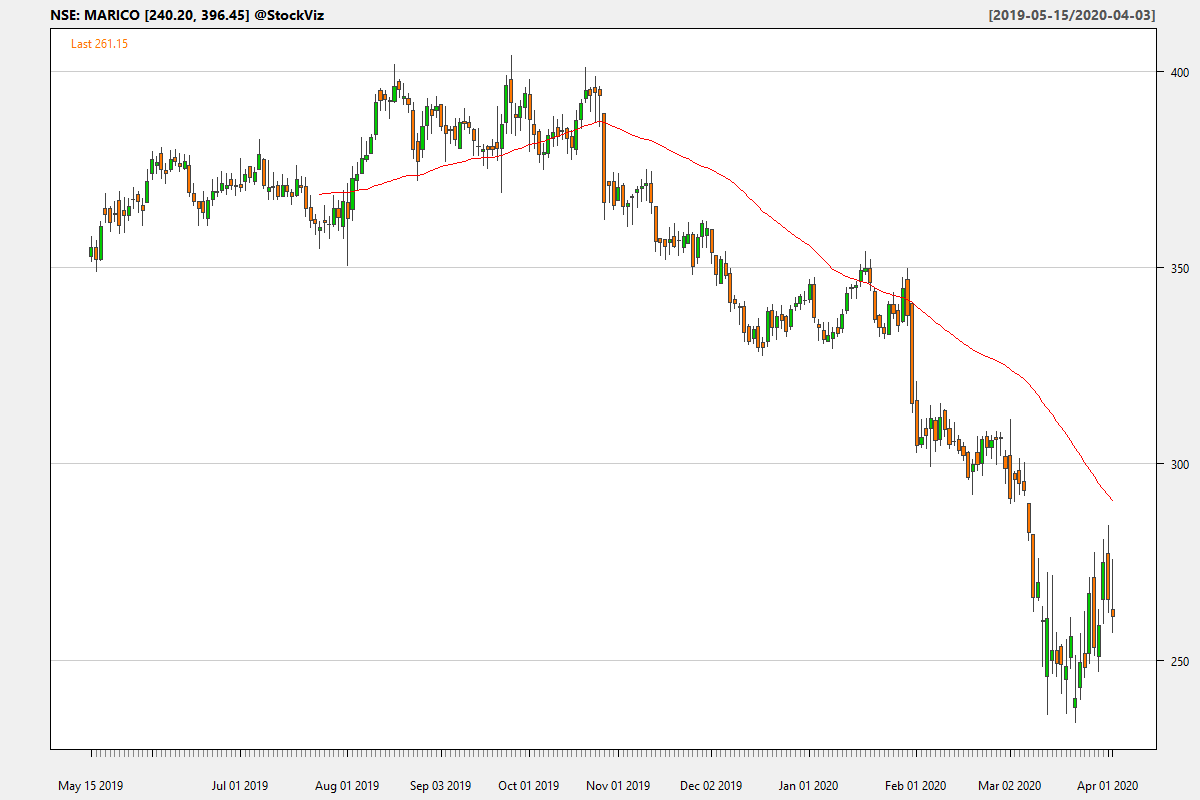 NSE: MARICO [240.20, 396.45] @StockViz
[2019-05-15/2020-04-03]
Last 261.15
400
350
300
250
May 15 2019 Jul 01 2019 Aug 01 2019 Sep 03 2019 Oct 01 2019 Nov 01 2019 Dec 02 2019 Jan 01 2020 Feb 01 2020 Mar 02 2020 Apr 01 2020